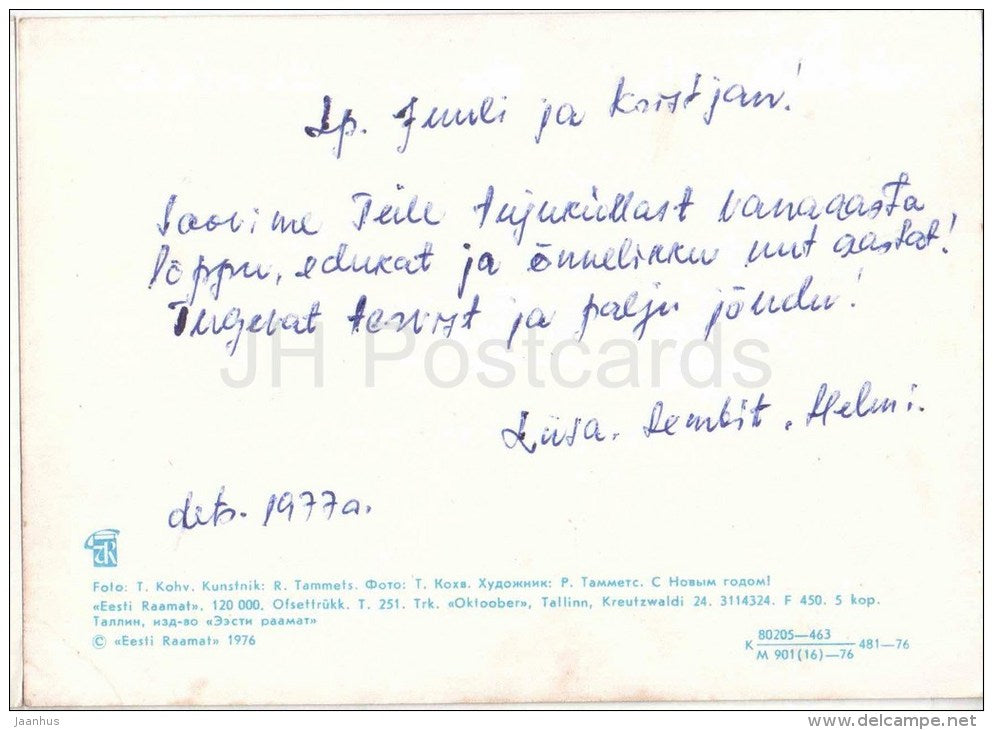 Lp. Juuli ja Kristjan!
Soovime Teile tujuküllast vanaaasta
lõppu, edukat ja õnnelikku uut aastat!
Tugevat tervist ja palju jõudu!
JH Postcards
Liisa. Lembit. Helmi.
dets. 1977a.
Foto: T. Kohv. Kunstnik: R. Tammets. Фото: Т. Кохв. Художник: Р. Тамметс. С Новым годом!
«Eesti Raamat». 120 000. Ofsettrükk. T. 251. Trk. «Oktoober», Tallinn, Kreutzwaldi 24. 3114324. F 450. 5 kop.
Таллин, изд-во «Ээсти раамат»
© «Eesti Raamat» 1976
К 80205—463 481—76
М 901(16)—76
Jaanhus
www.delcampe.net